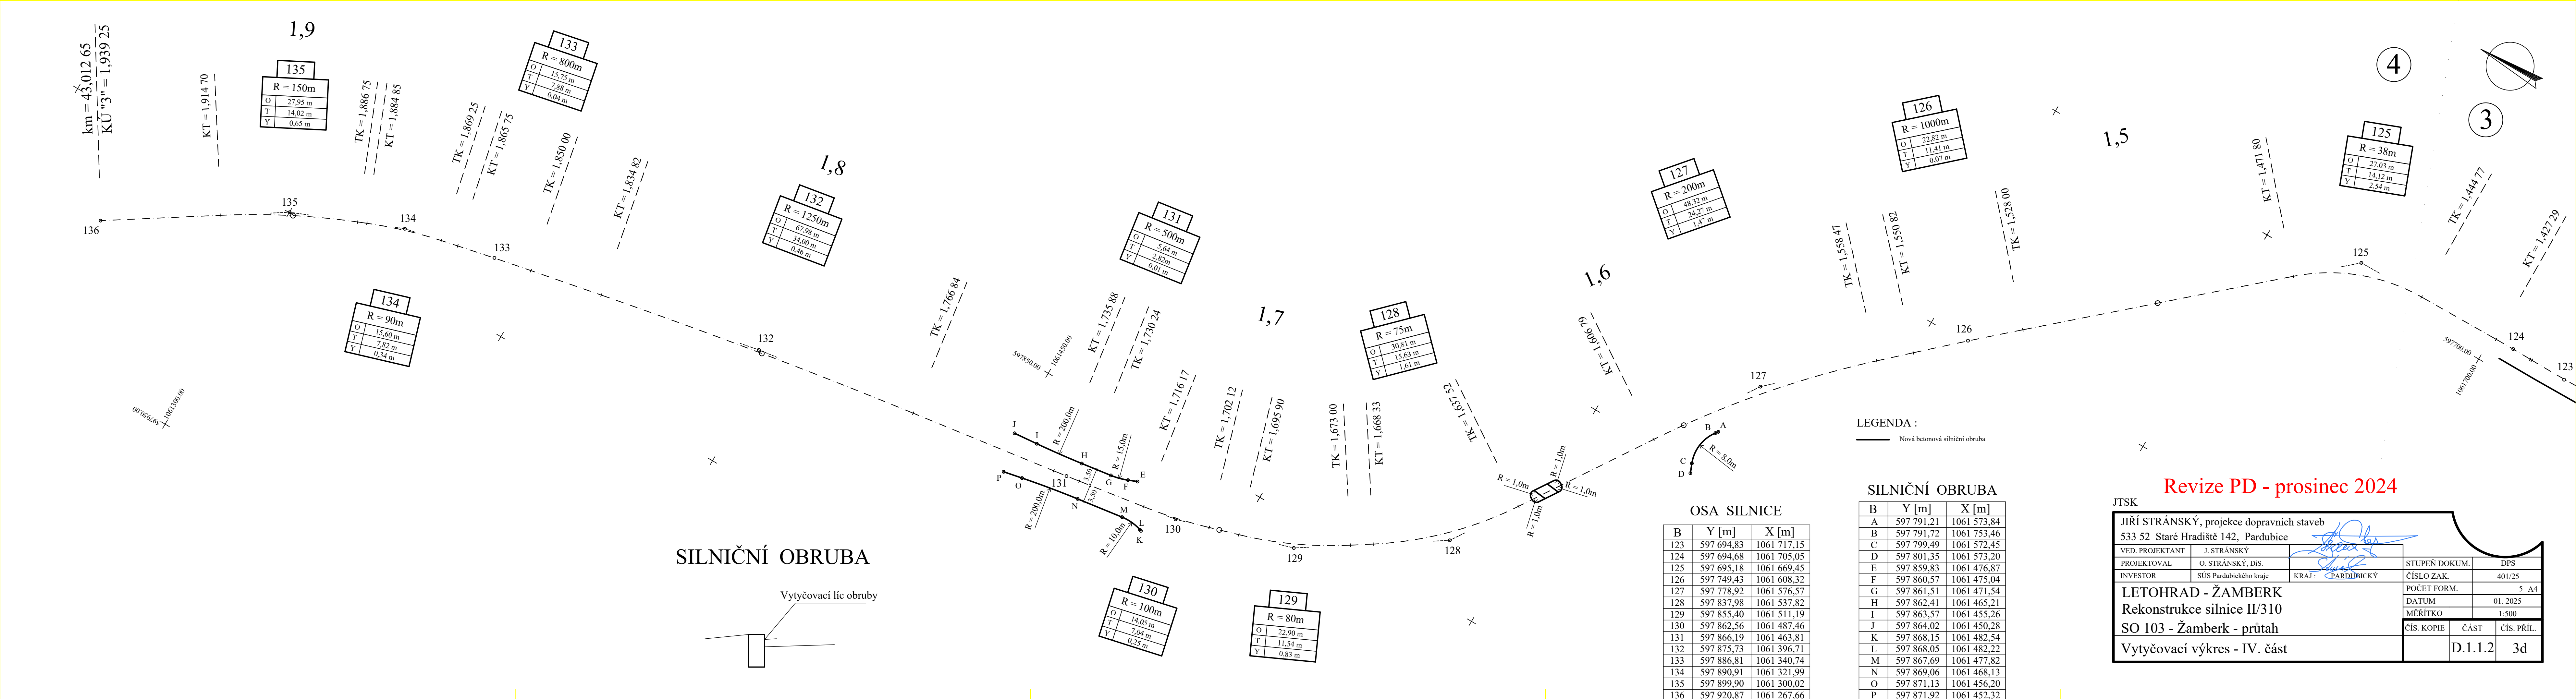 km = 43,012 65
KÚ "3" = 1,939 25
1,9
KT = 1,914 70
135
R = 150m
O 27,95 m
T 14,02 m
Y 0,65 m
TK = 1,886 75
KT = 1,884 85
TK = 1,869 25
KT = 1,865 75
133
R = 800m
O 15,75 m
T 7,88 m
Y 0,04 m
TK = 1,850 00
KT = 1,834 82
1,8
132
R = 1250m
O 67,98 m
T 34,00 m
Y 0,46 m
TK = 1,766 84
131
R = 500m
O 5,64 m
T 2,82m
Y 0,01 m
KT = 1,735 88
TK = 1,730 24
1,7
KT = 1,716 17
TK = 1,702 12
KT = 1,695 90
128
R = 75m
O 30,81 m
T 15,63 m
Y 1,61 m
TK = 1,673 00
KT = 1,668 33
TK = 1,637 52
1,6
KT = 1,606 79
127
R = 200m
O 48,32 m
T 24,27 m
Y 1,47 m
126
R = 1000m
O 22,82 m
T 11,41 m
Y 0,07 m
TK = 1,558 47
KT = 1,550 82
TK = 1,528 00
1,5
KT = 1,471 80
125
R = 38m
O 27,03 m
T 14,12 m
Y 2,54 m
4
3
TK = 1,444 77
KT = 1,427 29
136
135
134
133
132
131
130
129
128
127
126
125
124
123
134
R = 90m
O 15,60 m
T 7,82 m
Y 0,34 m
597950.00
1061300.00
597850.00
1061450.00
597700.00
1061700.00
J
I
H
G
F
E
P
O
N
M
L
K
R = 200,0m
R = 15,0m
3,50
3,50
R = 200,0m
R = 10,0m
R = 1,0m
R = 1,0m
R = 1,0m
R = 1,0m
B
A
C
D
R = 8,0m
130
R = 100m
O 14,05 m
T 7,04 m
Y 0,25 m
129
R = 80m
O 22,90 m
T 11,54 m
Y 0,83 m
SILNIČNÍ OBRUBA
Vytyčovací líc obruby
LEGENDA :
Nová betonová silniční obruba
OSA SILNICE
B Y [m] X [m]
123 597 694,83 1061 717,15
124 597 694,68 1061 705,05
125 597 695,18 1061 669,45
126 597 749,43 1061 608,32
127 597 778,92 1061 576,57
128 597 837,98 1061 537,82
129 597 855,40 1061 511,19
130 597 862,56 1061 487,46
131 597 866,19 1061 463,81
132 597 875,73 1061 396,71
133 597 886,81 1061 340,74
134 597 890,91 1061 321,99
135 597 899,90 1061 300,02
136 597 920,87 1061 267,66
SILNIČNÍ OBRUBA
B Y [m] X [m]
A 597 791,21 1061 573,84
B 597 791,72 1061 753,46
C 597 799,49 1061 572,45
D 597 801,35 1061 573,20
E 597 859,83 1061 476,87
F 597 860,57 1061 475,04
G 597 861,51 1061 471,54
H 597 862,41 1061 465,21
I 597 863,57 1061 455,26
J 597 864,02 1061 450,28
K 597 868,15 1061 482,54
L 597 868,05 1061 482,22
M 597 867,69 1061 477,82
N 597 869,06 1061 468,13
O 597 871,13 1061 456,20
P 597 871,92 1061 452,32
Revize PD - prosinec 2024
JTSK
JIŘÍ STRÁNSKÝ, projekce dopravních staveb
533 52 Staré Hradiště 142, Pardubice
VED. PROJEKTANT J. STRÁNSKÝ
PROJEKTOVAL O. STRÁNSKÝ, DiS.
INVESTOR SÚS Pardubického kraje KRAJ : PARDUBICKÝ
STUPEŇ DOKUM. DPS
ČÍSLO ZAK. 401/25
POČET FORM. 5 A4
DATUM 01. 2025
MĚŘÍTKO 1:500
LETOHRAD - ŽAMBERK
Rekonstrukce silnice II/310
SO 103 - Žamberk - průtah
Vytyčovací výkres - IV. část
ČÍS. KOPIE ČÁST ČÍS. PŘÍL.
D.1.1.2 3d